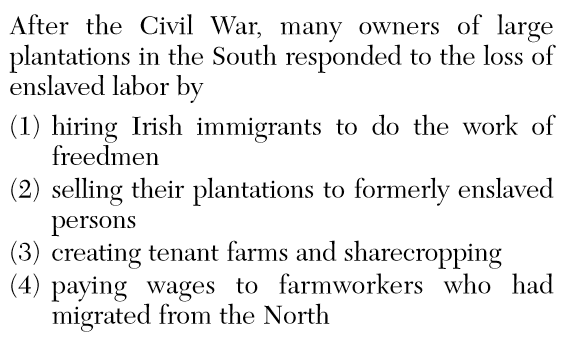 After the Civil War, many owners of large
plantations in the South responded to the loss of
enslaved labor by
(1) hiring Irish immigrants to do the work of
freedmen
(2) selling their plantations to formerly enslaved
persons
(3) creating tenant farms and sharecropping
(4) paying wages to farmworkers who had
migrated from the North